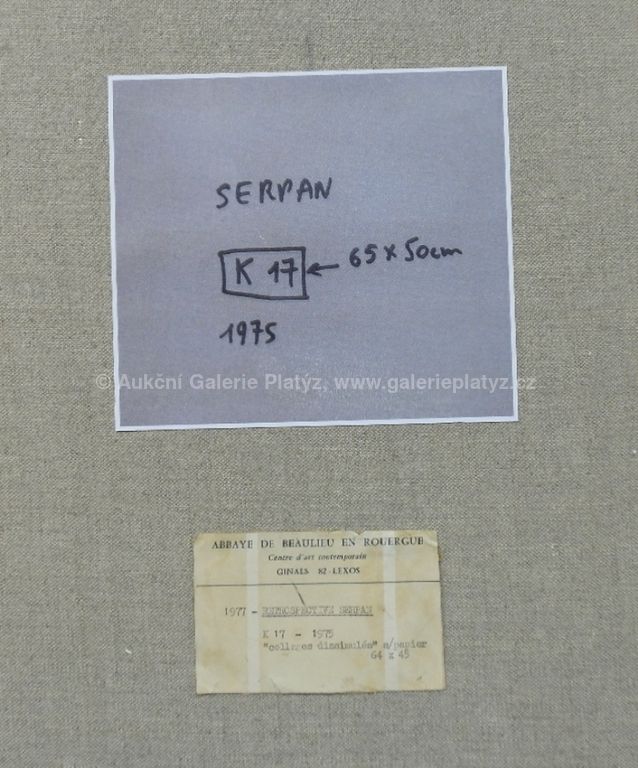 SERPAN
K 17 ← 65 x 50cm
1975
© Aukční Galerie Platýz, www.galerieplatyz.cz
ABBAYE DE BEAULIEU EN ROUERGUE
Centre d'art contemporain
GINALS 82-LEXOS
1977 - RETROSPECTIVE SERPAN
K 17 - 1975
"collages dissimulés" s/papier
64 x 45